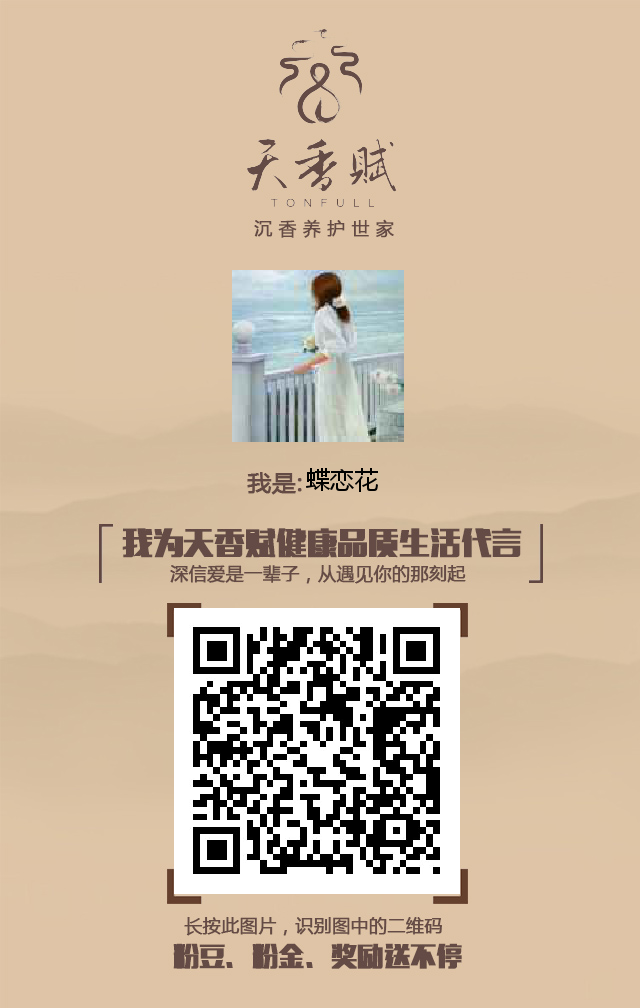 天香赋
TONFULL
沉香养护世家
我是:蝶恋花
我为天香赋健康品质生活代言
深信爱是一辈子，从遇见你的那刻起
长按此图片，识别图中的二维码
粉豆、粉金、奖励送不停